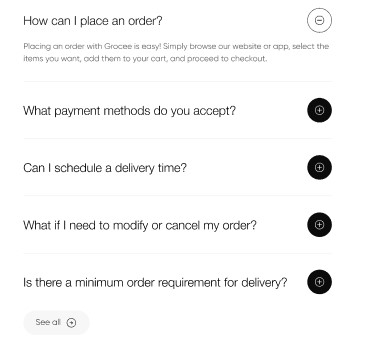 How can I place an order?
Placing an order with Grocee is easy! Simply browse our website or app, select the
items you want, add them to your cart, and proceed to checkout.
What payment methods do you accept?
Can I schedule a delivery time?
What if I need to modify or cancel my order?
Is there a minimum order requirement for delivery?
See all